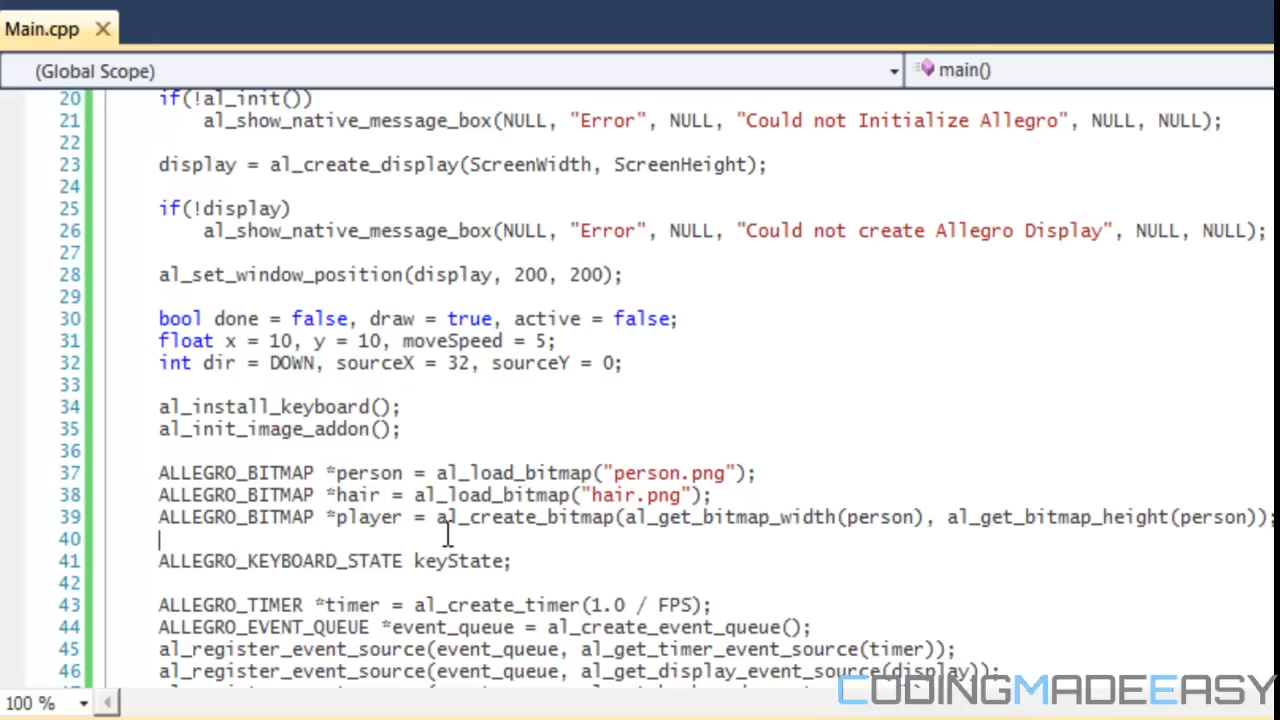 Main.cpp
(Global Scope) main()
20 if(!al_init())
21 al_show_native_message_box(NULL, "Error", NULL, "Could not Initialize Allegro", NULL, NULL);
22
23 display = al_create_display(ScreenWidth, ScreenHeight);
24
25 if(!display)
26 al_show_native_message_box(NULL, "Error", NULL, "Could not create Allegro Display", NULL, NULL);
27
28 al_set_window_position(display, 200, 200);
29
30 bool done = false, draw = true, active = false;
31 float x = 10, y = 10, moveSpeed = 5;
32 int dir = DOWN, sourceX = 32, sourceY = 0;
33
34 al_install_keyboard();
35 al_init_image_addon();
36
37 ALLEGRO_BITMAP *person = al_load_bitmap("person.png");
38 ALLEGRO_BITMAP *hair = al_load_bitmap("hair.png");
39 ALLEGRO_BITMAP *player = al_create_bitmap(al_get_bitmap_width(person), al_get_bitmap_height(person));
40
41 ALLEGRO_KEYBOARD_STATE keyState;
42
43 ALLEGRO_TIMER *timer = al_create_timer(1.0 / FPS);
44 ALLEGRO_EVENT_QUEUE *event_queue = al_create_event_queue();
45 al_register_event_source(event_queue, al_get_timer_event_source(timer));
46 al_register_event_source(event_queue, al_get_display_event_source(display));
100 %
CODINGMADEEASY